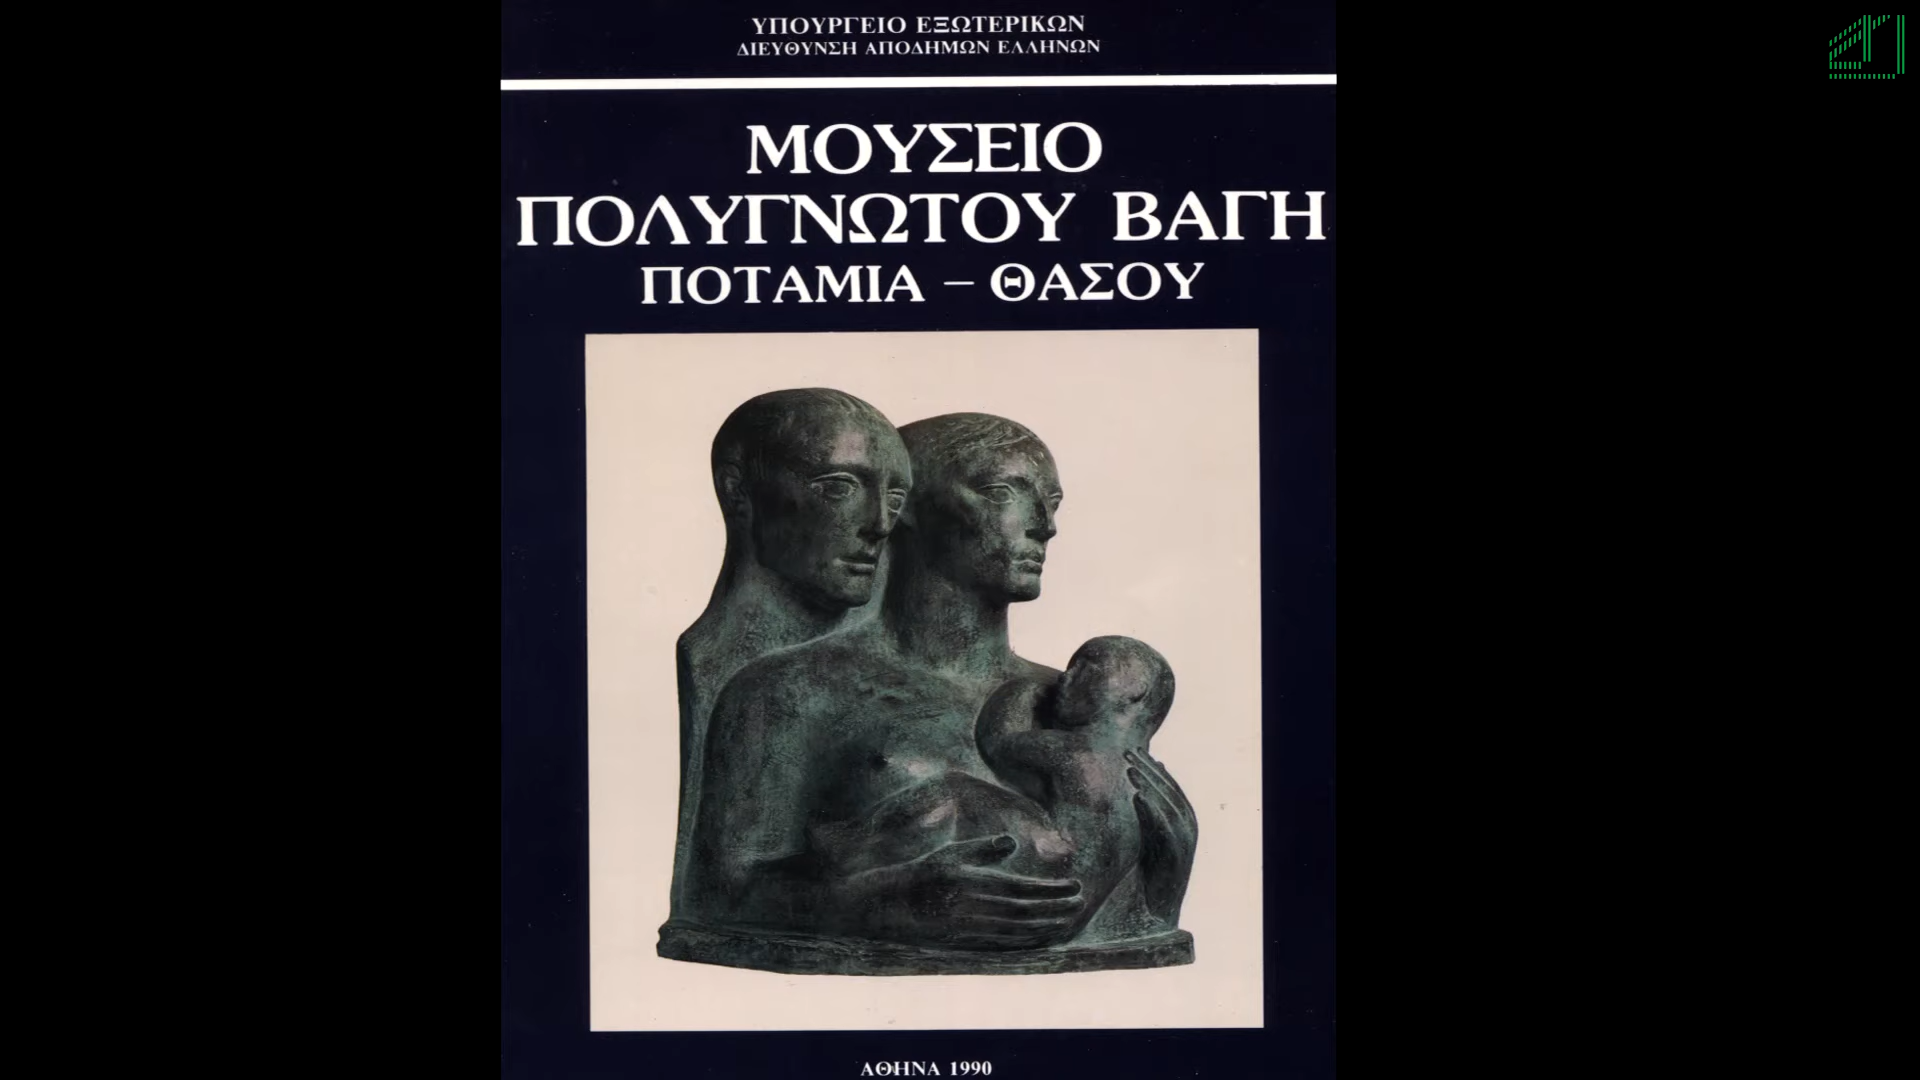 ΥΠΟΥΡΓΕΙΟ ΕΞΩΤΕΡΙΚΩΝ
ΔΙΕΥΘΥΝΣΗ ΑΠΟΔΗΜΩΝ ΕΛΛΗΝΩΝ
ΜΟΥΣΕΙΟ
ΠΟΛΥΓΝΩΤΟΥ ΒΑΓΗ
ΠΟΤΑΜΙΑ – ΘΑΣΟΥ
ΑΘΗΝΑ 1990